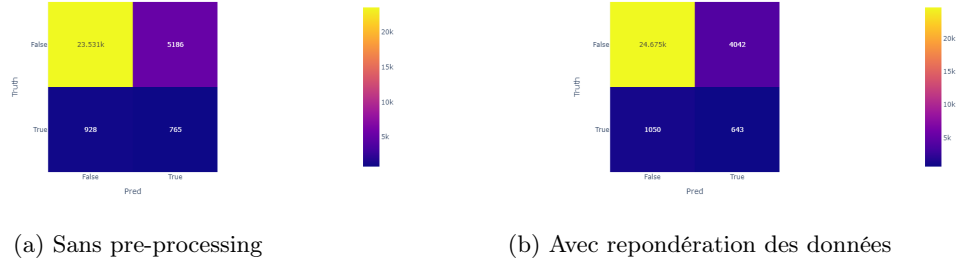 False
23.531k
5186
20k
15k
Truth
10k
True
928
765
5k
False
True
Pred
False
24.675k
4042
20k
15k
Truth
10k
True
1050
643
5k
False
True
Pred
(a) Sans pre-processing
(b) Avec repondération des données